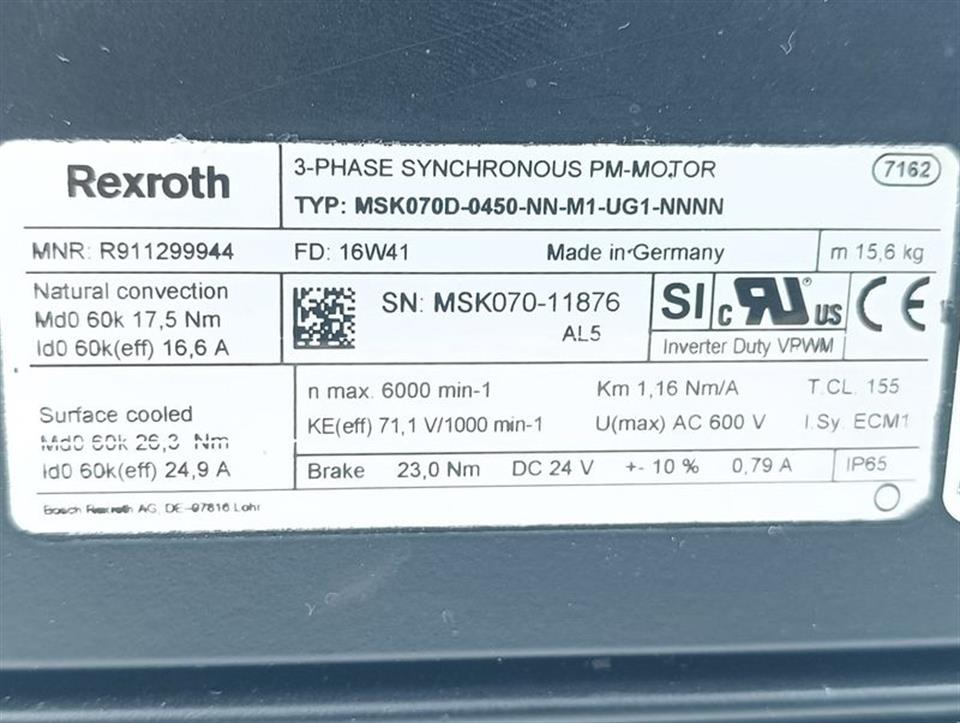 Rexroth
3-PHASE SYNCHRONOUS PM-MOTOR
7162
TYP: MSK070D-0450-NN-M1-UG1-NNNN
MNR: R911299944 FD: 16W41 Made in Germany m 15,6 kg
Natural convection
Md0 60k 17,5 Nm
Id0 60k(eff) 16,6 A
SN: MSK070-11876
AL5
SI c RU ® US CE
Inverter Duty VPWM
n max. 6000 min-1 Km 1,16 Nm/A T.CL. 155
KE(eff) 71,1 V/1000 min-1 U(max) AC 600 V I.Sy. ECM1
Surface cooled
Md0 60k 26,3 Nm
Id0 60k(eff) 24,9 A
Brake 23,0 Nm DC 24 V +- 10 % 0,79 A IP65
Bosch Rexroth AG, DE-97816 Lohr